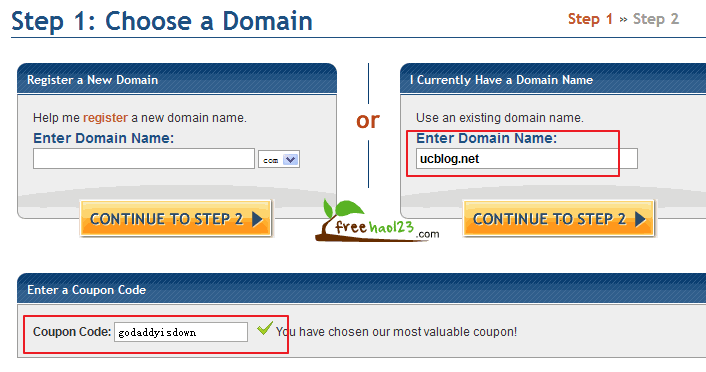 Step 1: Choose a Domain
Step 1 » Step 2
Register a New Domain
Help me register a new domain name.
Enter Domain Name:
com
CONTINUE TO STEP 2
or
I Currently Have a Domain Name
Use an existing domain name.
Enter Domain Name:
ucblog.net
CONTINUE TO STEP 2
freehao123.com
Enter a Coupon Code
Coupon Code: godaddyisdown You have chosen our most valuable coupon!